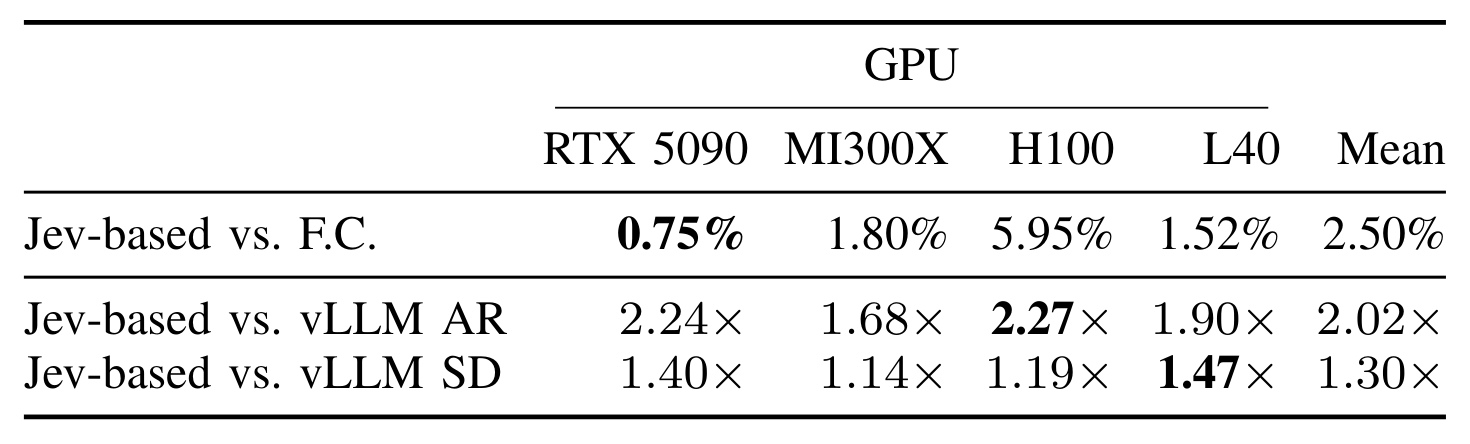 GPU
RTX 5090 MI300X H100 L40 Mean
Jev-based vs. F.C. 0.75% 1.80% 5.95% 1.52% 2.50%
Jev-based vs. vLLM AR 2.24× 1.68× 2.27× 1.90× 2.02×
Jev-based vs. vLLM SD 1.40× 1.14× 1.19× 1.47× 1.30×